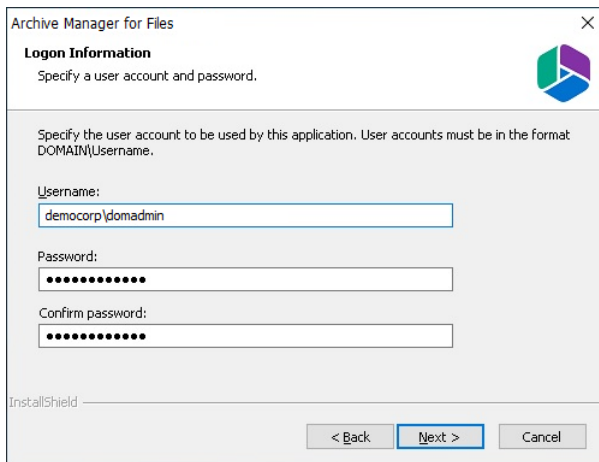 Archive Manager for Files
Logon Information
Specify a user account and password.
Specify the user account to be used by this application. User accounts must be in the format
DOMAIN\Username.
Username:
democorp\domadmin
Password:
●●●●●●●●●●●●
Confirm password:
●●●●●●●●●●●●
InstallShield
< Back
Next >
Cancel